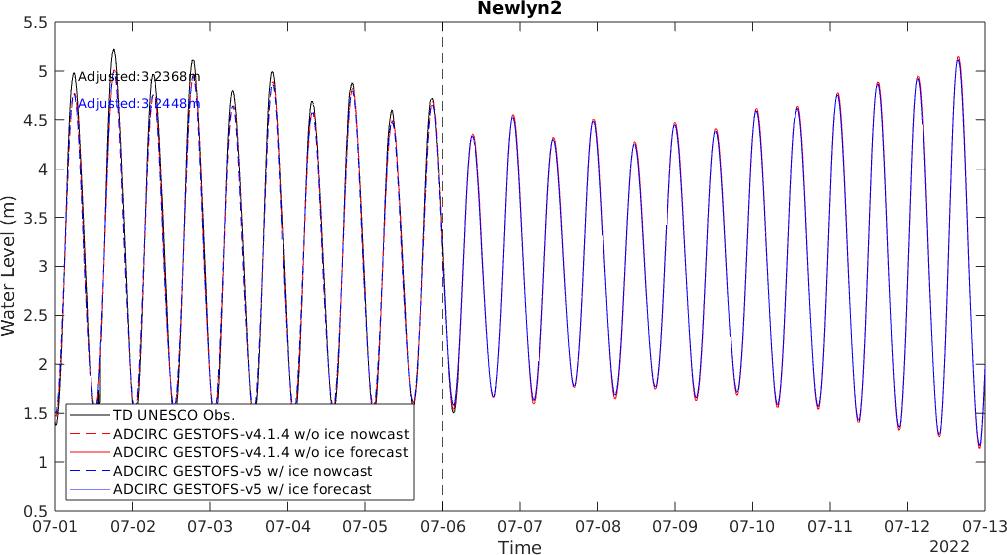 Newlyn2
5.5
5
4.5
4
3.5
3
2.5
2
1.5
1
0.5
Water Level (m)
Adjusted:3.2368m
Adjusted:3.2448m
TD UNESCO Obs.
ADCIRC GESTOFS-v4.1.4 w/o ice nowcast
ADCIRC GESTOFS-v4.1.4 w/o ice forecast
ADCIRC GESTOFS-v5 w/ ice nowcast
ADCIRC GESTOFS-v5 w/ ice forecast
07-01 07-02 07-03 07-04 07-05 07-06 07-07 07-08 07-09 07-10 07-11 07-12 07-13
Time
2022